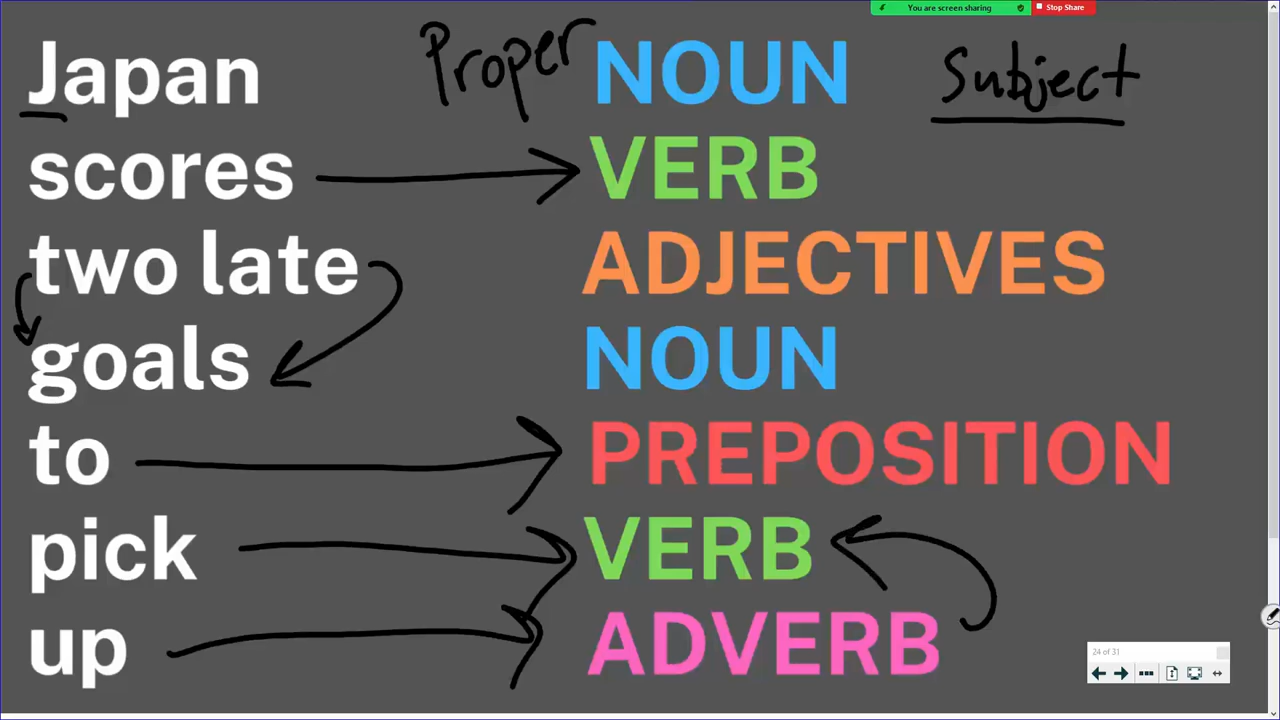 You are screen sharing Stop Share
Japan Proper NOUN Subject
scores VERB
two late ADJECTIVES
goals NOUN
to PREPOSITION
pick VERB
up ADVERB
24 of 31